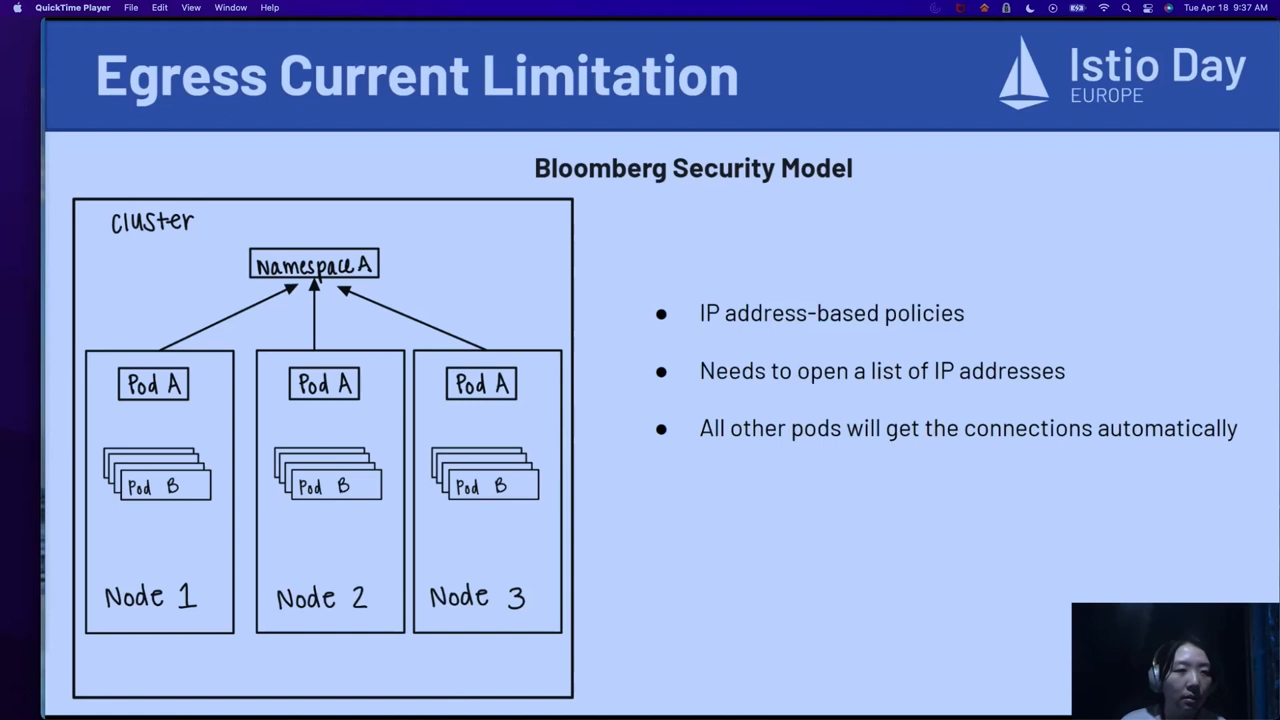 QuickTime Player File Edit View Window Help Tue Apr 18 9:37 AM
Egress Current Limitation
Istio Day
EUROPE
Bloomberg Security Model
Cluster
Namespace A
Pod A Pod A Pod A
Pod B Pod B Pod B
Node 1 Node 2 Node 3
● IP address-based policies
● Needs to open a list of IP addresses
● All other pods will get the connections automatically